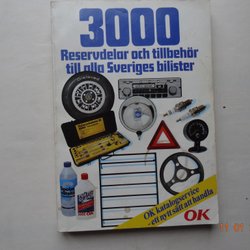 3000
Reservdelar och tillbehör
till alla Sveriges bilister
OK katalogservice
- ett nytt sätt att handla
OK